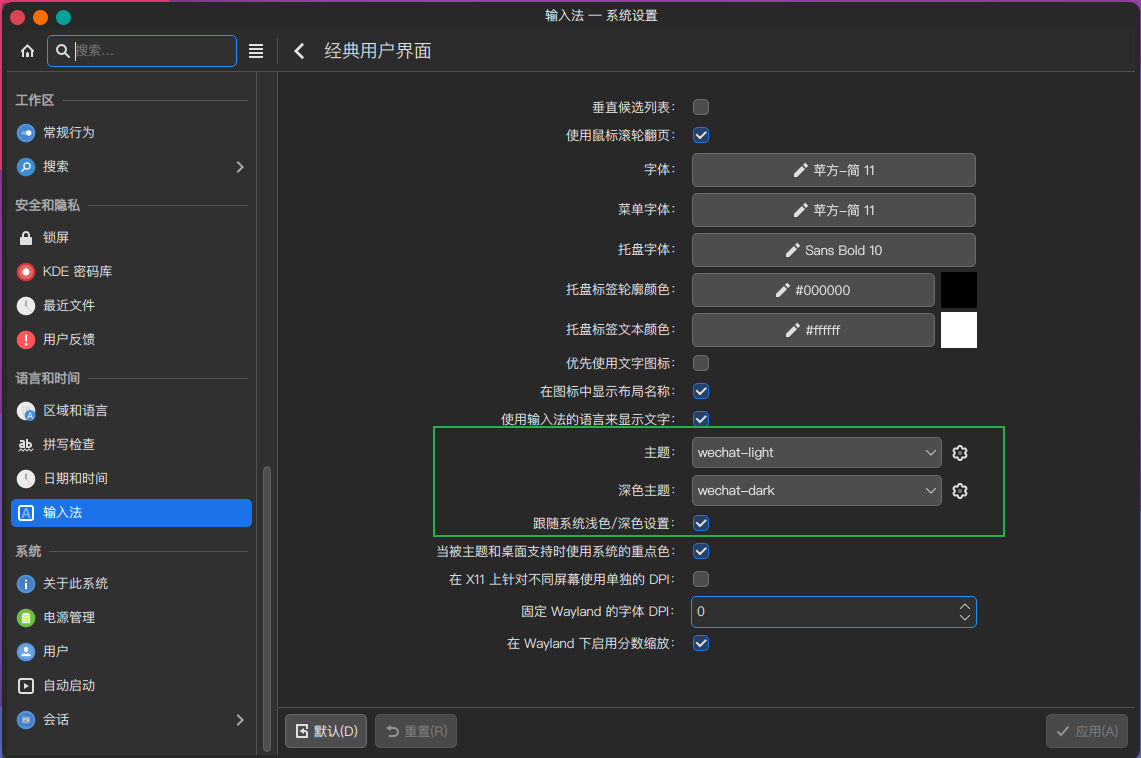 输入法 — 系统设置
搜索…
经典用户界面
工作区
常规行为
搜索
安全和隐私
锁屏
KDE 密码库
最近文件
用户反馈
语言和时间
区域和语言
拼写检查
日期和时间
输入法
系统
关于此系统
电源管理
用户
自动启动
会话
垂直候选列表：
使用鼠标滚轮翻页：
字体： 苹方-简 11
菜单字体： 苹方-简 11
托盘字体： Sans Bold 10
托盘标签轮廓颜色： #000000
托盘标签文本颜色： #ffffff
优先使用文字图标：
在图标中显示布局名称：
使用输入法的语言来显示文字：
主题： wechat-light
深色主题： wechat-dark
跟随系统浅色/深色设置：
当被主题和桌面支持时使用系统的重点色：
在 X11 上针对不同屏幕使用单独的 DPI：
固定 Wayland 的字体 DPI： 0
在 Wayland 下启用分数缩放：
默认(D) 重置(R) 应用(A)